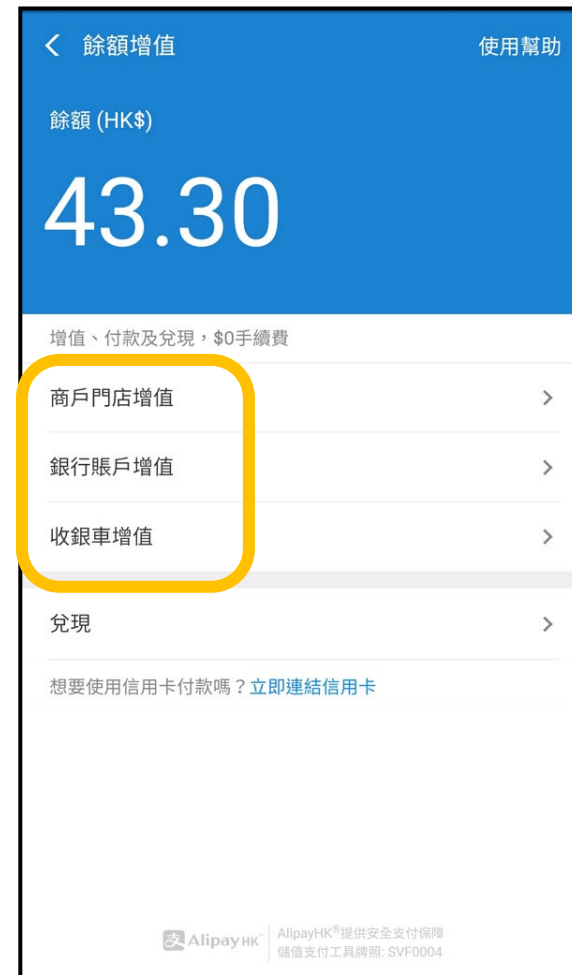 餘額增值
使用幫助
餘額 (HK$)
43.30
增值、付款及兌現，$0手續費
商戶門店增值
銀行賬戶增值
收銀車增值
兌現
想要使用信用卡付款嗎？立即連結信用卡
支 Alipay HK™
AlipayHK®提供安全支付保障
儲值支付工具牌照: SVF0004